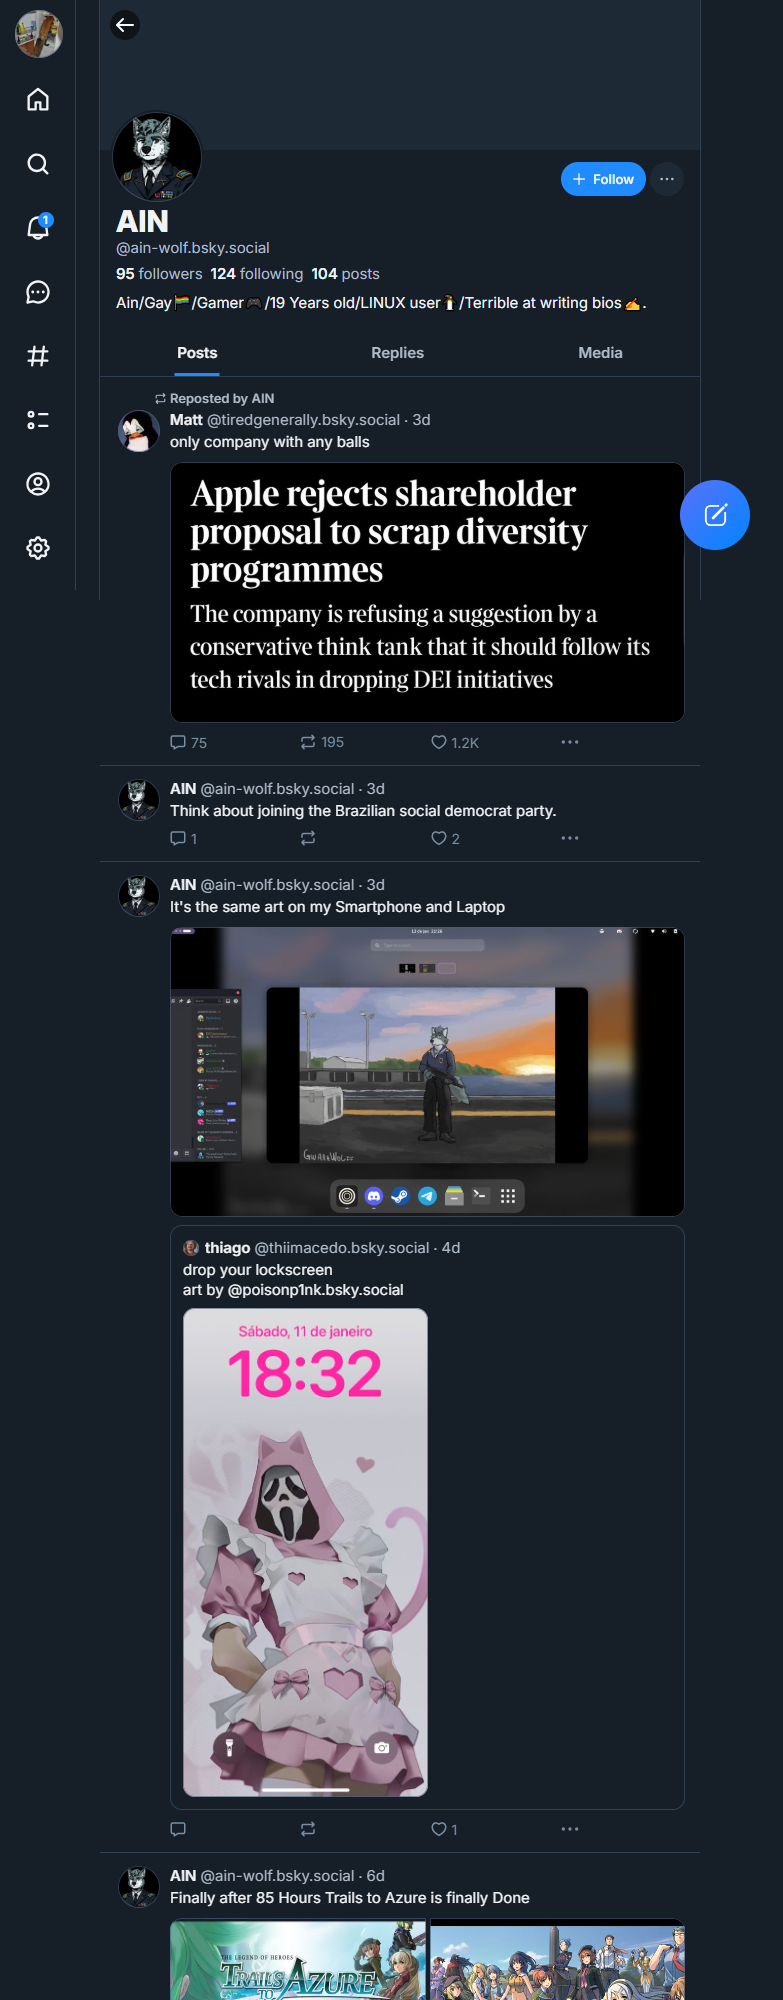 1
+ Follow
AIN
@ain-wolf.bsky.social
95 followers 124 following 104 posts
Ain/Gay🏳️‍🌈/Gamer🎮/19 Years old/LINUX user🐧/Terrible at writing bios✍️.
Posts Replies Media
Reposted by AIN
Matt @tiredgenerally.bsky.social · 3d
only company with any balls
Apple rejects shareholder
proposal to scrap diversity
programmes
The company is refusing a suggestion by a
conservative think tank that it should follow its
tech rivals in dropping DEI initiatives
75 195 1.2K
AIN @ain-wolf.bsky.social · 3d
Think about joining the Brazilian social democrat party.
1 2
AIN @ain-wolf.bsky.social · 3d
It's the same art on my Smartphone and Laptop
GwaanWolff
thiago @thiimacedo.bsky.social · 4d
drop your lockscreen
art by @poisonp1nk.bsky.social
Sábado, 11 de janeiro
18:32
1
AIN @ain-wolf.bsky.social · 6d
Finally after 85 Hours Trails to Azure is finally Done
THE LEGEND OF HEROES
TRAILS
TO AZURE